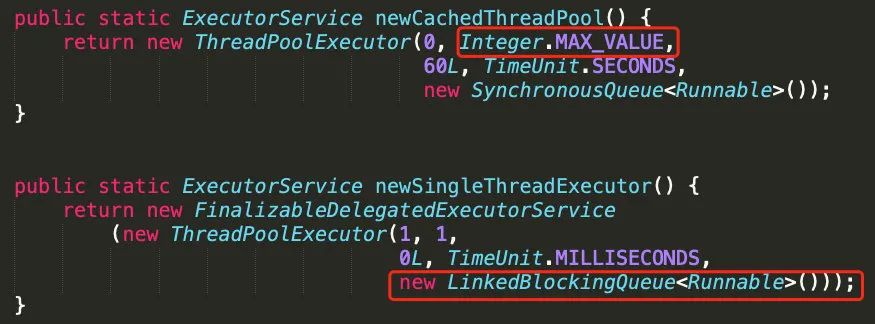 public static ExecutorService newCachedThreadPool() {
return new ThreadPoolExecutor(0, Integer.MAX_VALUE,
60L, TimeUnit.SECONDS,
new SynchronousQueue<Runnable>());
}
public static ExecutorService newSingleThreadExecutor() {
return new FinalizableDelegatedExecutorService
(new ThreadPoolExecutor(1, 1,
0L, TimeUnit.MILLISECONDS,
new LinkedBlockingQueue<Runnable>()));
}